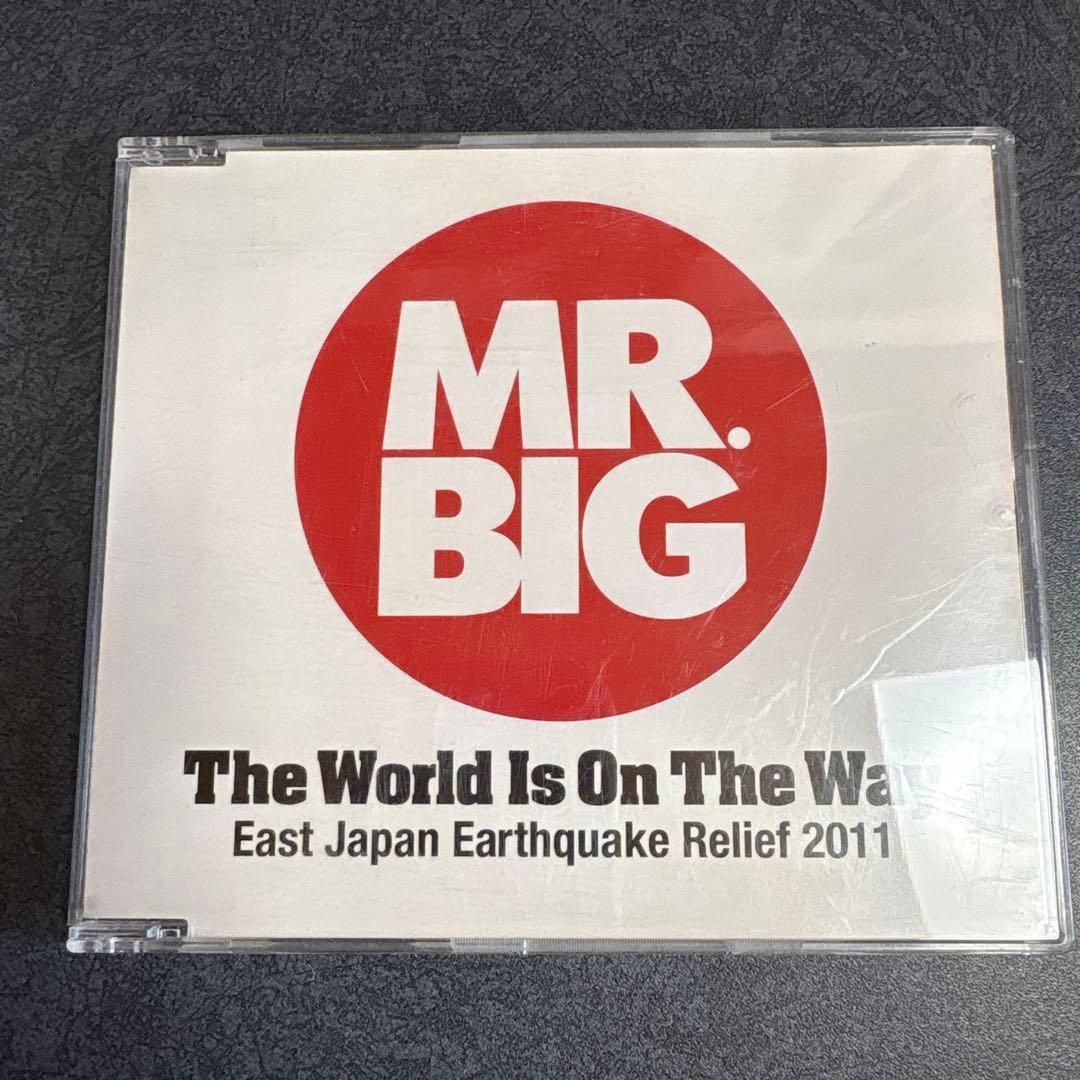 MR.
BIG
The World Is On The Way
East Japan Earthquake Relief 2011